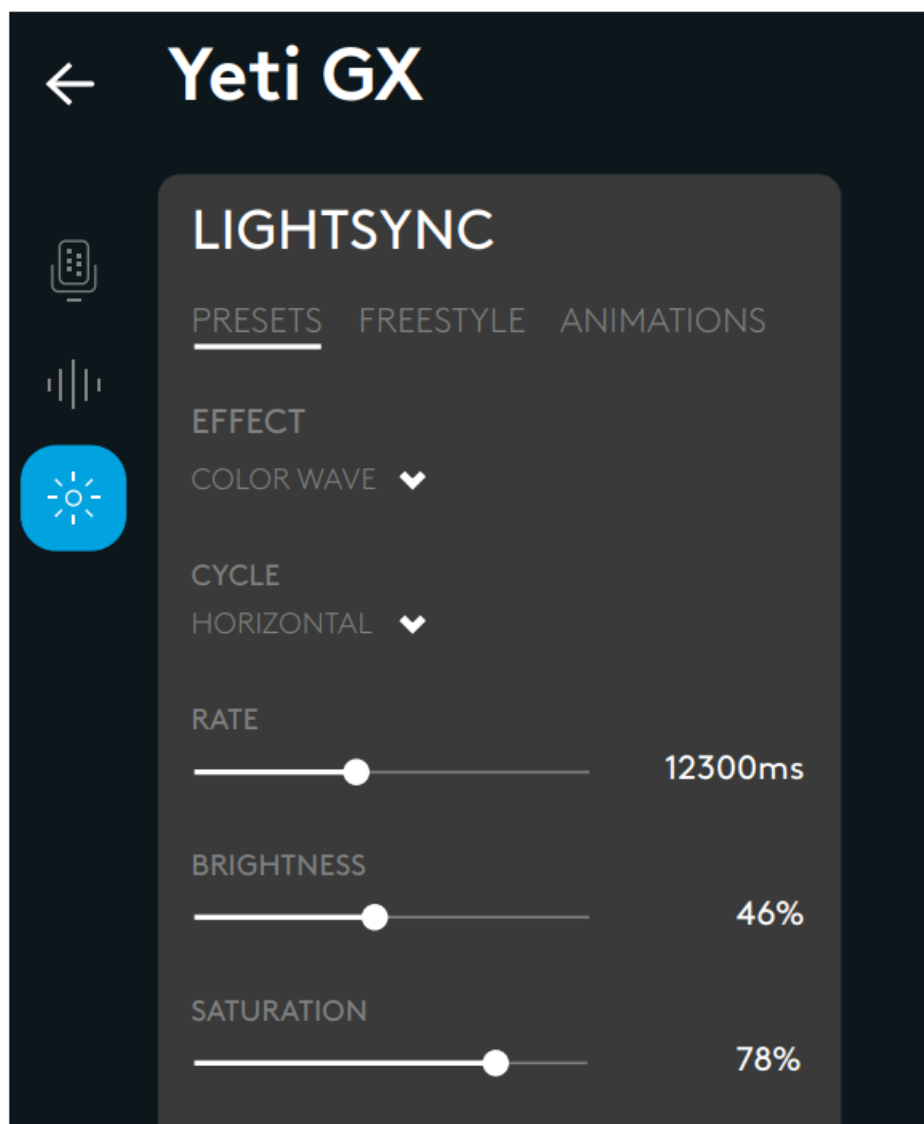 Yeti GX
LIGHTSYNC
PRESETS FREESTYLE ANIMATIONS
EFFECT
COLOR WAVE
CYCLE
HORIZONTAL
RATE
12300ms
BRIGHTNESS
46%
SATURATION
78%